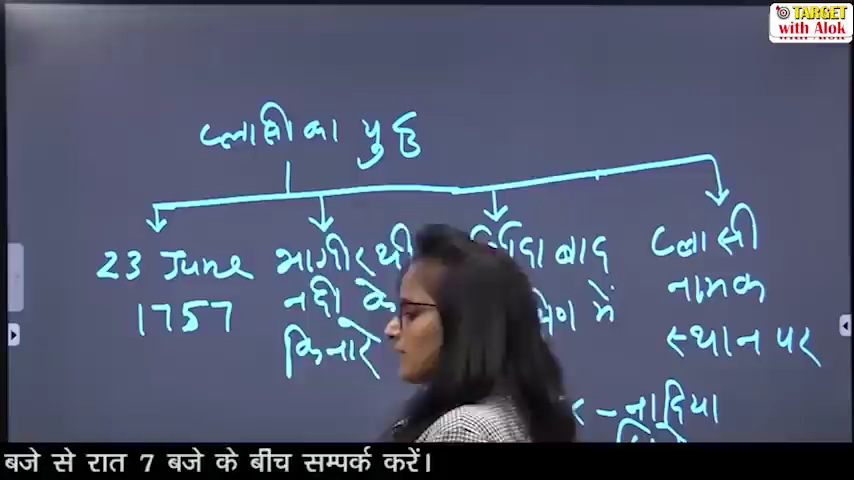 TARGET
with Alok
प्लासी का युद्ध
23 June
1757
भागीरथी
नदी के
किनारे
बाद
में
प्लासी
नामक
स्थान पर
- नादिया
बजे से रात 7 बजे के बीच सम्पर्क करें।